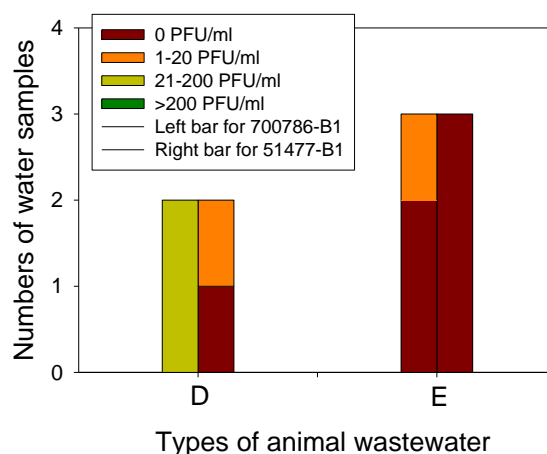 Numbers of water samples
4
3
2
1
0
0 PFU/ml
1-20 PFU/ml
21-200 PFU/ml
>200 PFU/ml
Left bar for 700786-B1
Right bar for 51477-B1
D
E
Types of animal wastewater